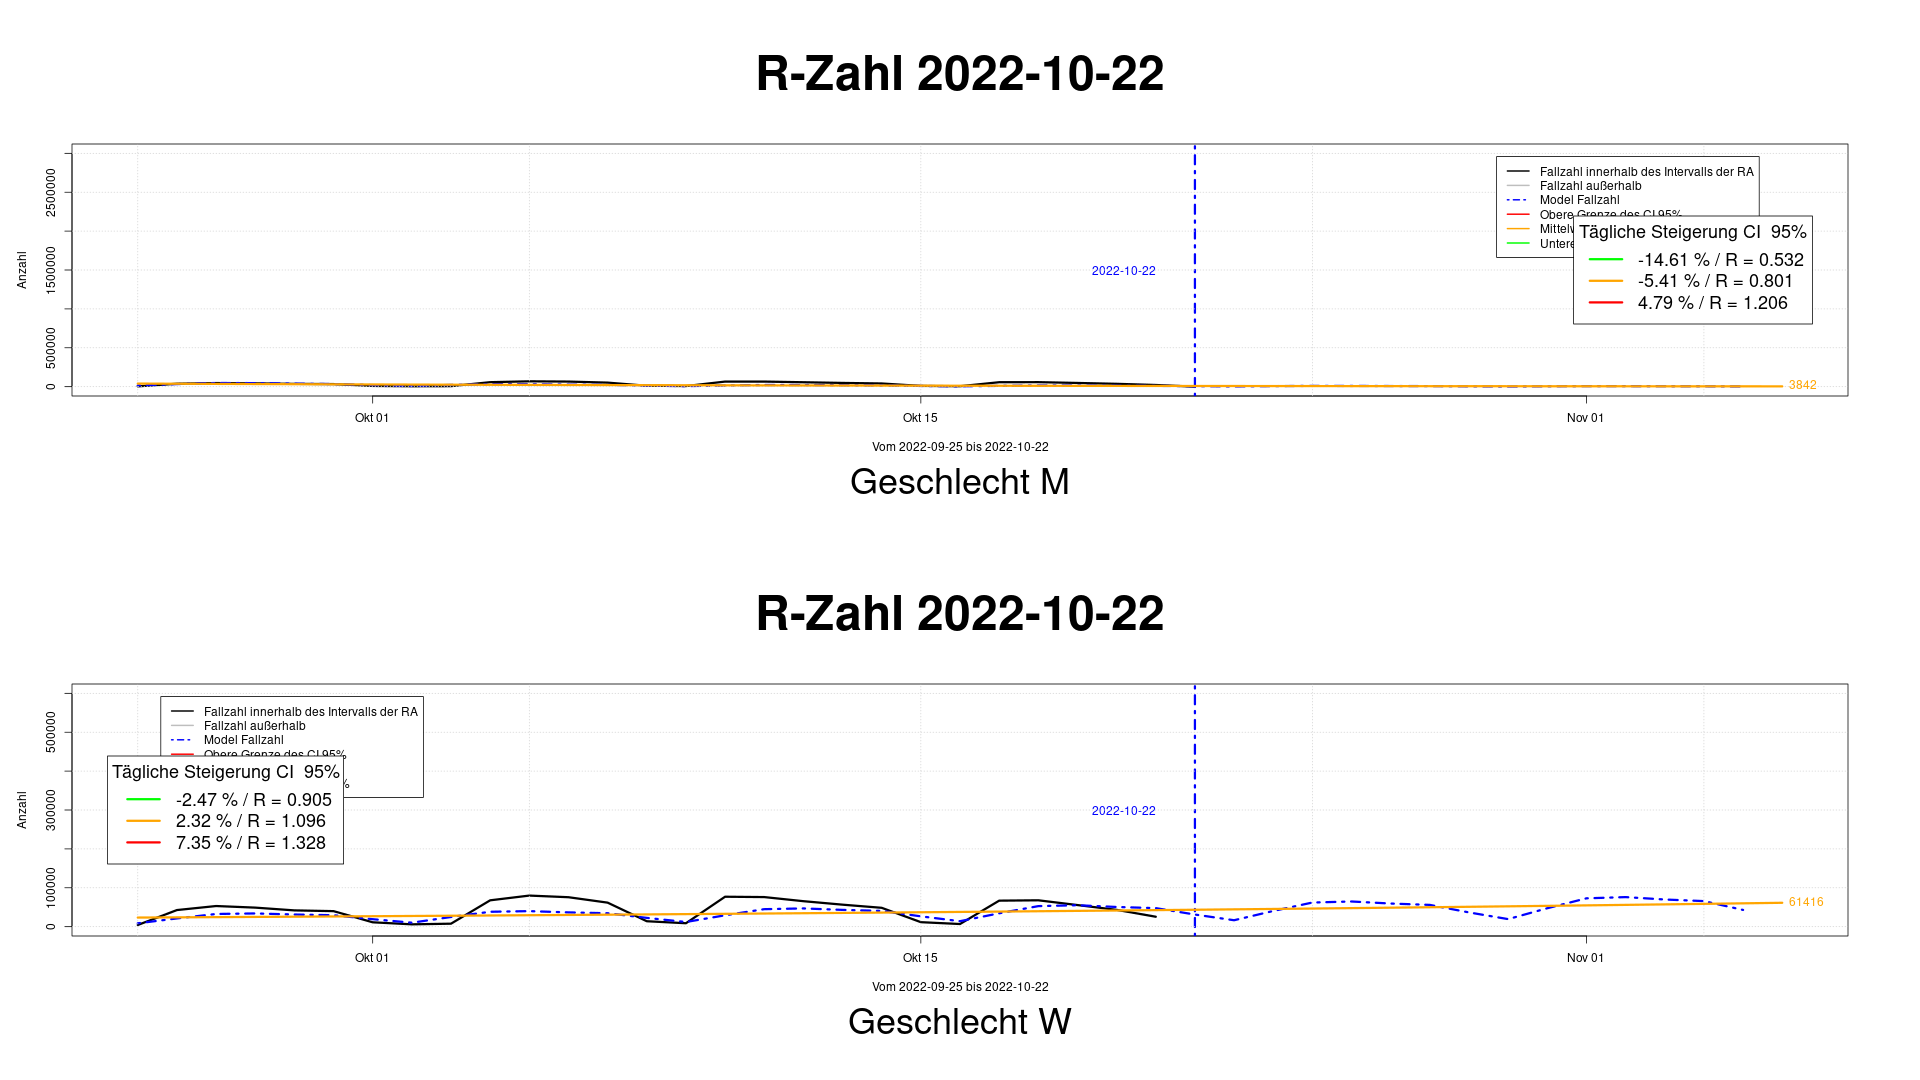 R-Zahl 2022-10-22
Anzahl
2500000
1500000
500000
0
Fallzahl innerhalb des Intervalls der RA
Fallzahl außerhalb
Model Fallzahl
Obere Grenze des CI 95%
Tägliche Steigerung CI 95%
-14.61 % / R = 0.532
-5.41 % / R = 0.801
4.79 % / R = 1.206
2022-10-22
3842
Okt 01
Okt 15
Nov 01
Vom 2022-09-25 bis 2022-10-22
Geschlecht M
R-Zahl 2022-10-22
Anzahl
500000
300000
100000
0
Fallzahl innerhalb des Intervalls der RA
Fallzahl außerhalb
Model Fallzahl
Obere Grenze des CI 95%
Tägliche Steigerung CI 95%
-2.47 % / R = 0.905
2.32 % / R = 1.096
7.35 % / R = 1.328
2022-10-22
61416
Okt 01
Okt 15
Nov 01
Vom 2022-09-25 bis 2022-10-22
Geschlecht W